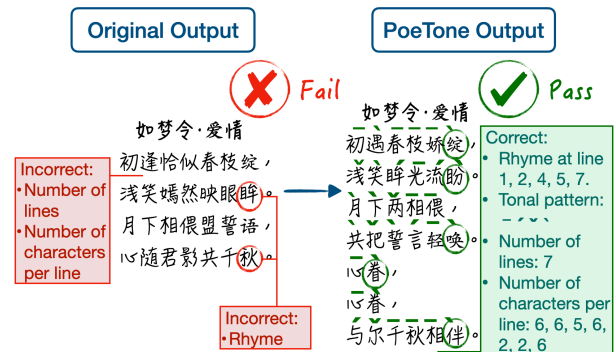 Original Output
Fail
如梦令·爱情
初逢恰似春枝绽，
浅笑嫣然映眼眸。
月下相偎盟誓语，
心随君影共千秋。
Incorrect:
• Number of
lines
• Number of
characters
per line
Incorrect:
• Rhyme
PoeTone Output
Pass
如梦令·爱情
初遇春枝娇绽，
浅笑眸光流盼。
月下两相偎，
共把誓言轻唤。
心眷，
心眷，
与尔千秋相伴。
Correct:
• Rhyme at line
1, 2, 4, 5, 7.
• Tonal pattern:
• Number of
lines: 7
• Number of
characters per
line: 6, 6, 5, 6,
2, 2, 6